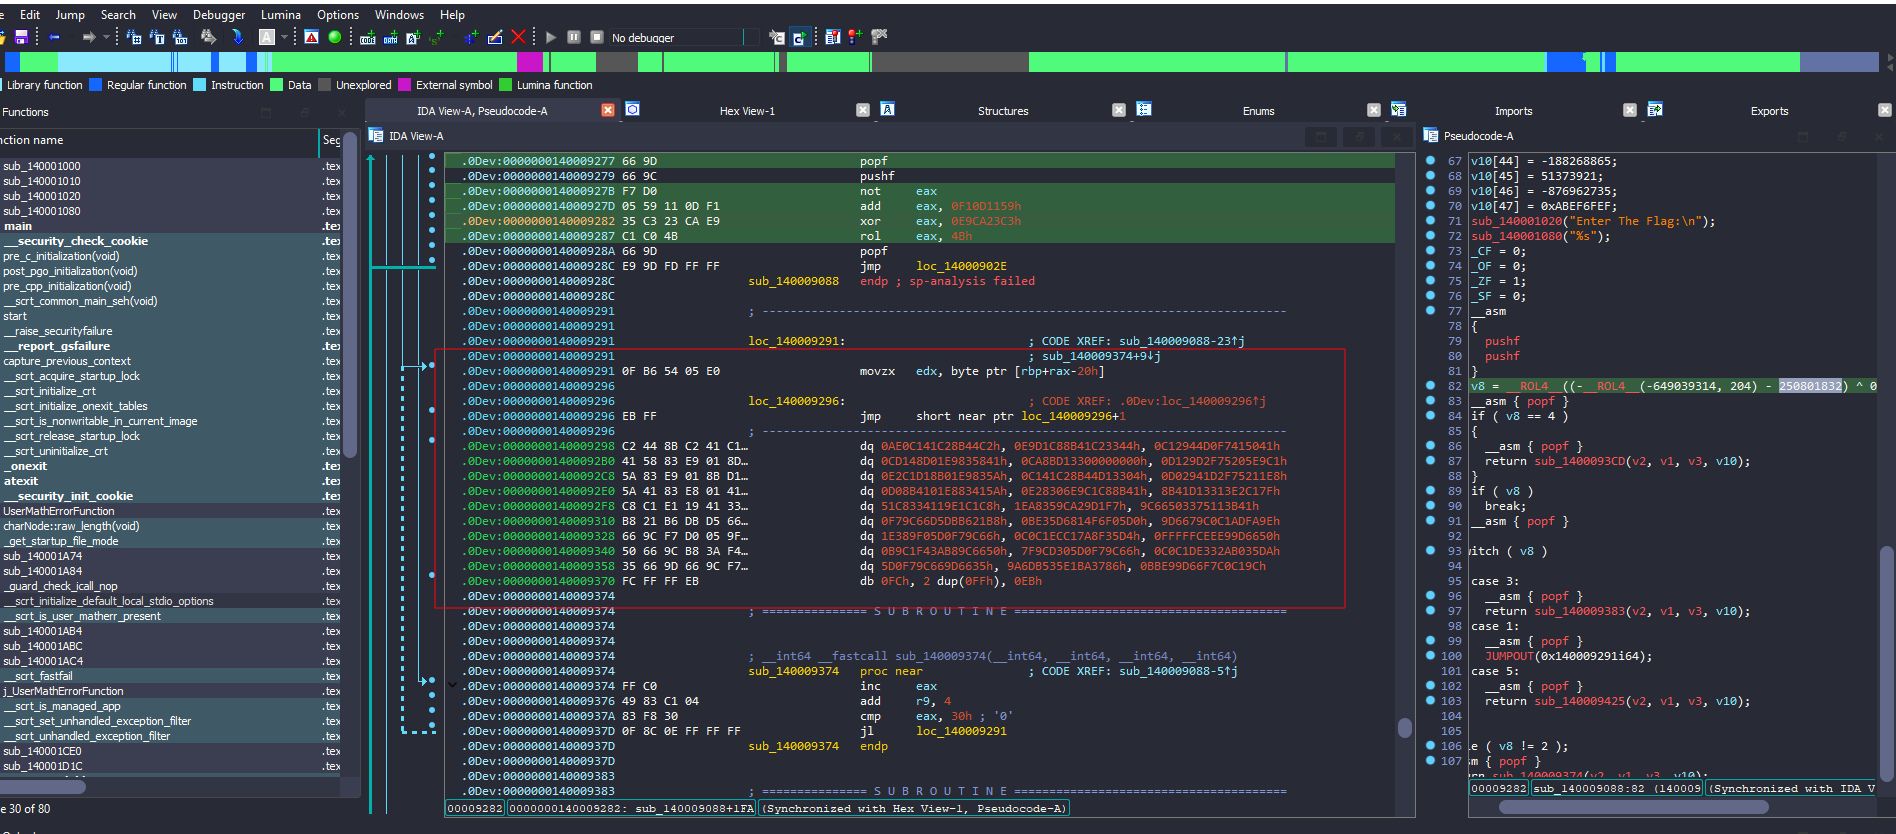 e Edit Jump Search View Debugger Lumina Options Windows Help
No debugger
Library function Regular function Instruction Data Unexplored External symbol Lumina function
Functions
nction name Seg
sub_140001000 .tex
sub_140001010 .tex
sub_140001020 .tex
sub_140001080 .tex
main .tex
__security_check_cookie .tex
pre_c_initialization(void) .tex
post_pgo_initialization(void) .tex
pre_cpp_initialization(void) .tex
__scrt_common_main_seh(void) .tex
start .tex
__raise_securityfailure .tex
__report_gsfailure .tex
capture_previous_context .tex
__scrt_acquire_startup_lock .tex
__scrt_initialize_crt .tex
__scrt_initialize_onexit_tables .tex
__scrt_is_nonwritable_in_current_image .tex
__scrt_release_startup_lock .tex
__scrt_uninitialize_crt .tex
_onexit .tex
atexit .tex
__security_init_cookie .tex
UserMathErrorFunction .tex
charNode::raw_length(void) .tex
_get_startup_file_mode .tex
sub_140001A74 .tex
sub_140001A84 .tex
_guard_check_icall_nop .tex
__scrt_initialize_default_local_stdio_options .tex
__scrt_is_user_matherr_present .tex
sub_140001AB4 .tex
sub_140001ABC .tex
sub_140001AC4 .tex
__scrt_fastfail .tex
j_UserMathErrorFunction .tex
__scrt_is_managed_app .tex
__scrt_set_unhandled_exception_filter .tex
__scrt_unhandled_exception_filter .tex
sub_140001CE0 .tex
sub_140001D1C .tex
e 30 of 80
IDA View-A, Pseudocode-A Hex View-1 Structures Enums Imports Exports
IDA View-A
.0Dev:0000000140009277 66 9D popf
.0Dev:0000000140009279 66 9C pushf
.0Dev:000000014000927B F7 D0 not eax
.0Dev:000000014000927D 05 59 11 0D F1 add eax, 0F10D1159h
.0Dev:0000000140009282 35 C3 23 CA E9 xor eax, 0E9CA23C3h
.0Dev:0000000140009287 C1 C0 4B rol eax, 4Bh
.0Dev:000000014000928A 66 9D popf
.0Dev:000000014000928C E9 9D FD FF FF jmp loc_14000902E
.0Dev:000000014000928C sub_140009088 endp ; sp-analysis failed
.0Dev:000000014000928C
.0Dev:0000000140009291 ; ---------------------------------------------------------------------------
.0Dev:0000000140009291
.0Dev:0000000140009291 loc_140009291: ; CODE XREF: sub_140009088-23↑j
.0Dev:0000000140009291 ; sub_140009374+9↓j
.0Dev:0000000140009291 0F B6 54 05 E0 movzx edx, byte ptr [rbp+rax-20h]
.0Dev:0000000140009296
.0Dev:0000000140009296 loc_140009296: ; CODE XREF: .0Dev:loc_140009296↑j
.0Dev:0000000140009296 EB FF jmp short near ptr loc_140009296+1
.0Dev:0000000140009296 ; ---------------------------------------------------------------------------
.0Dev:0000000140009298 C2 44 8B C2 41 C1… dq 0AE0C141C28B44C2h, 0E9D1C88B41C23344h, 0C12944D0F7415041h
.0Dev:00000001400092B0 41 58 83 E9 01 8D… dq 0CD148D01E9835841h, 0CA8BD13300000000h, 0D129D2F75205E9C1h
.0Dev:00000001400092C8 5A 83 E9 01 8B D1… dq 0E2C1D18B01E9835Ah, 0C141C28B44D13304h, 0D02941D2F75211E8h
.0Dev:00000001400092E0 5A 41 83 E8 01 41… dq 0D08B4101E883415Ah, 0E28306E9C1C88B41h, 8B41D13313E2C17Fh
.0Dev:00000001400092F8 C8 C1 E1 19 41 33… dq 51C8334119E1C1C8h, 1EA8359CA29D1F7h, 9C66503375113B41h
.0Dev:0000000140009310 B8 21 B6 DB D5 66… dq 0F79C66D5DBB621B8h, 0BE35D6814F6F05D0h, 9D6679C0C1ADFA9Eh
.0Dev:0000000140009328 66 9C F7 D0 05 9F… dq 1E389F05D0F79C66h, 0C0C1ECC17A8F35D4h, 0FFFFFCEEE99D6650h
.0Dev:0000000140009340 50 66 9C B8 3A F4… dq 0B9C1F43AB89C6650h, 7F9CD305D0F79C66h, 0C0C1DE332AB035DAh
.0Dev:0000000140009358 35 66 9D 66 9C F7… dq 5D0F79C669D6635h, 9A6DB535E1BA3786h, 0BBE99D66F7C0C19Ch
.0Dev:0000000140009370 FC FF FF EB db 0FCh, 2 dup(0FFh), 0EBh
.0Dev:0000000140009374
.0Dev:0000000140009374 ; =============== S U B R O U T I N E =======================================
.0Dev:0000000140009374
.0Dev:0000000140009374
.0Dev:0000000140009374 ; __int64 __fastcall sub_140009374(__int64, __int64, __int64, __int64)
.0Dev:0000000140009374 sub_140009374 proc near ; CODE XREF: sub_140009088-5↑j
.0Dev:0000000140009374 FF C0 inc eax
.0Dev:0000000140009376 49 83 C1 04 add r9, 4
.0Dev:000000014000937A 83 F8 30 cmp eax, 30h ; '0'
.0Dev:000000014000937D 0F 8C 0E FF FF FF jl loc_140009291
.0Dev:000000014000937D sub_140009374 endp
.0Dev:000000014000937D
.0Dev:0000000140009383
.0Dev:0000000140009383 ; =============== S U B R O U T I N E =======================================
00009282 0000000140009282: sub_140009088+1FA (Synchronized with Hex View-1, Pseudocode-A)
Pseudocode-A
67 v10[44] = -188268865;
68 v10[45] = 51373921;
69 v10[46] = -876962735;
70 v10[47] = 0xABEF6FEF;
71 sub_140001020("Enter The Flag:\n");
72 sub_140001080("%s");
73 _CF = 0;
74 _OF = 0;
75 _ZF = 1;
76 _SF = 0;
77 __asm
78 {
79 pushf
80 pushf
81 }
82 v8 = __ROL4__((-__ROL4__(-649039314, 204) - 250801832) ^ 0
83 __asm { popf }
84 if ( v8 == 4 )
85 {
86 __asm { popf }
87 return sub_1400093CD(v2, v1, v3, v10);
88 }
89 if ( v8 )
90 break;
91 __asm { popf }
92
93 witch ( v8 )
94
95 case 3:
96 __asm { popf }
97 return sub_140009383(v2, v1, v3, v10);
98 case 1:
99 __asm { popf }
100 JUMPOUT(0x140009291i64);
101 case 5:
102 __asm { popf }
103 return sub_140009425(v2, v1, v3, v10);
104
105
106 le ( v8 != 2 );
107 sm { popf }
urn sub_140009374(v2, v1, v3, v10);
00009282 sub_140009088:82 (140009 (Synchronized with IDA V